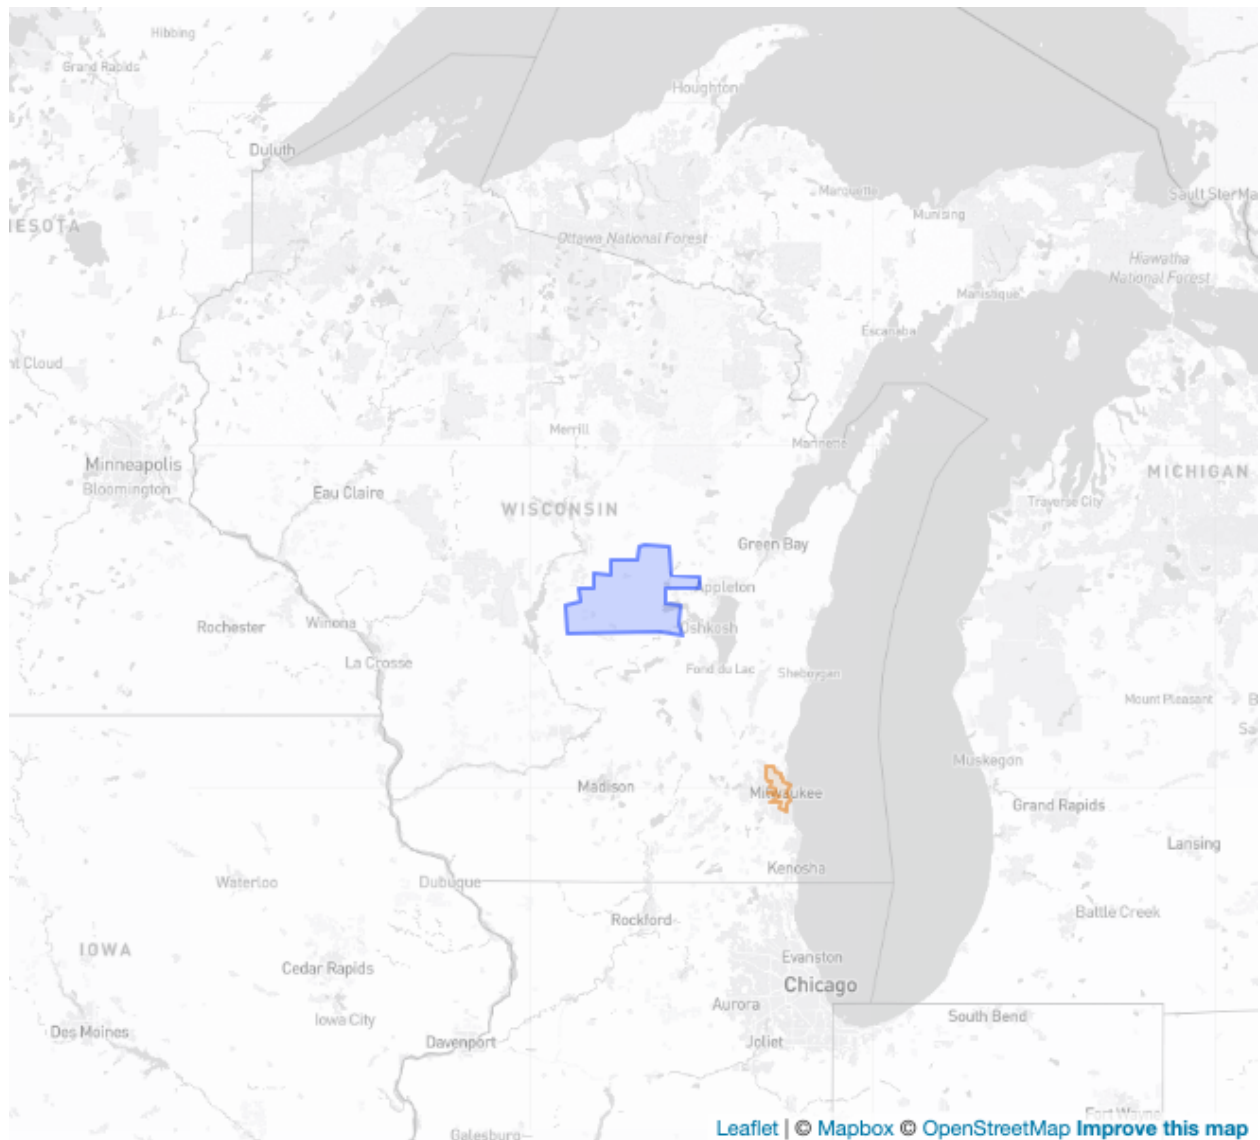 Hibbing
Grand Rapids
Houghton
Duluth
Marquette
Sault Ste
Munising
NESOTA
Ottawa National Forest
Hiawatha
National Forest
Manistique
Escanaba
nt Cloud
Merrill
Marinette
Minneapolis
Bloomington
MICHIGAN
Eau Claire
Traverse City
WISCONSIN
Green Bay
Appleton
Rochester
Winona
Oshkosh
La Crosse
Fond du Lac
Sheboygan
Mount Pleasant
Muskegon
Madison
Milwaukee
Grand Rapids
Lansing
Kenosha
Waterloo
Dubuque
Rockford
Battle Creek
IOWA
Evanston
Cedar Rapids
Chicago
Aurora
Iowa City
South Bend
Des Moines
Davenport
Joliet
Fort Wayne
Galesburg
Leaflet | © Mapbox © OpenStreetMap Improve this map